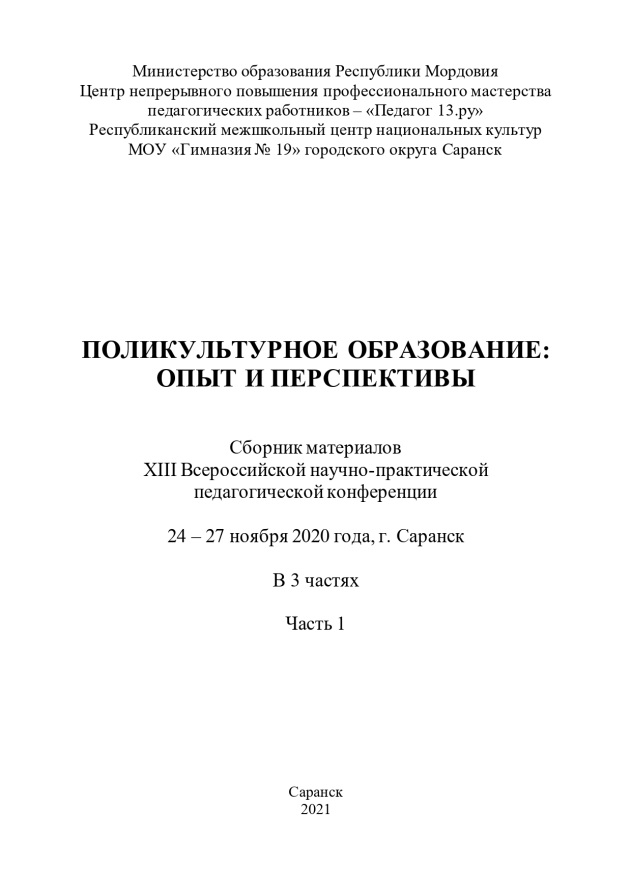 Министерство образования Республики Мордовия
Центр непрерывного повышения профессионального мастерства
педагогических работников – «Педагог 13.ру»
Республиканский межшкольный центр национальных культур
МОУ «Гимназия № 19» городского округа Саранск
ПОЛИКУЛЬТУРНОЕ ОБРАЗОВАНИЕ:
ОПЫТ И ПЕРСПЕКТИВЫ
Сборник материалов
XIII Всероссийской научно-практической
педагогической конференции
24 – 27 ноября 2020 года, г. Саранск
В 3 частях
Часть 1
Саранск
2021